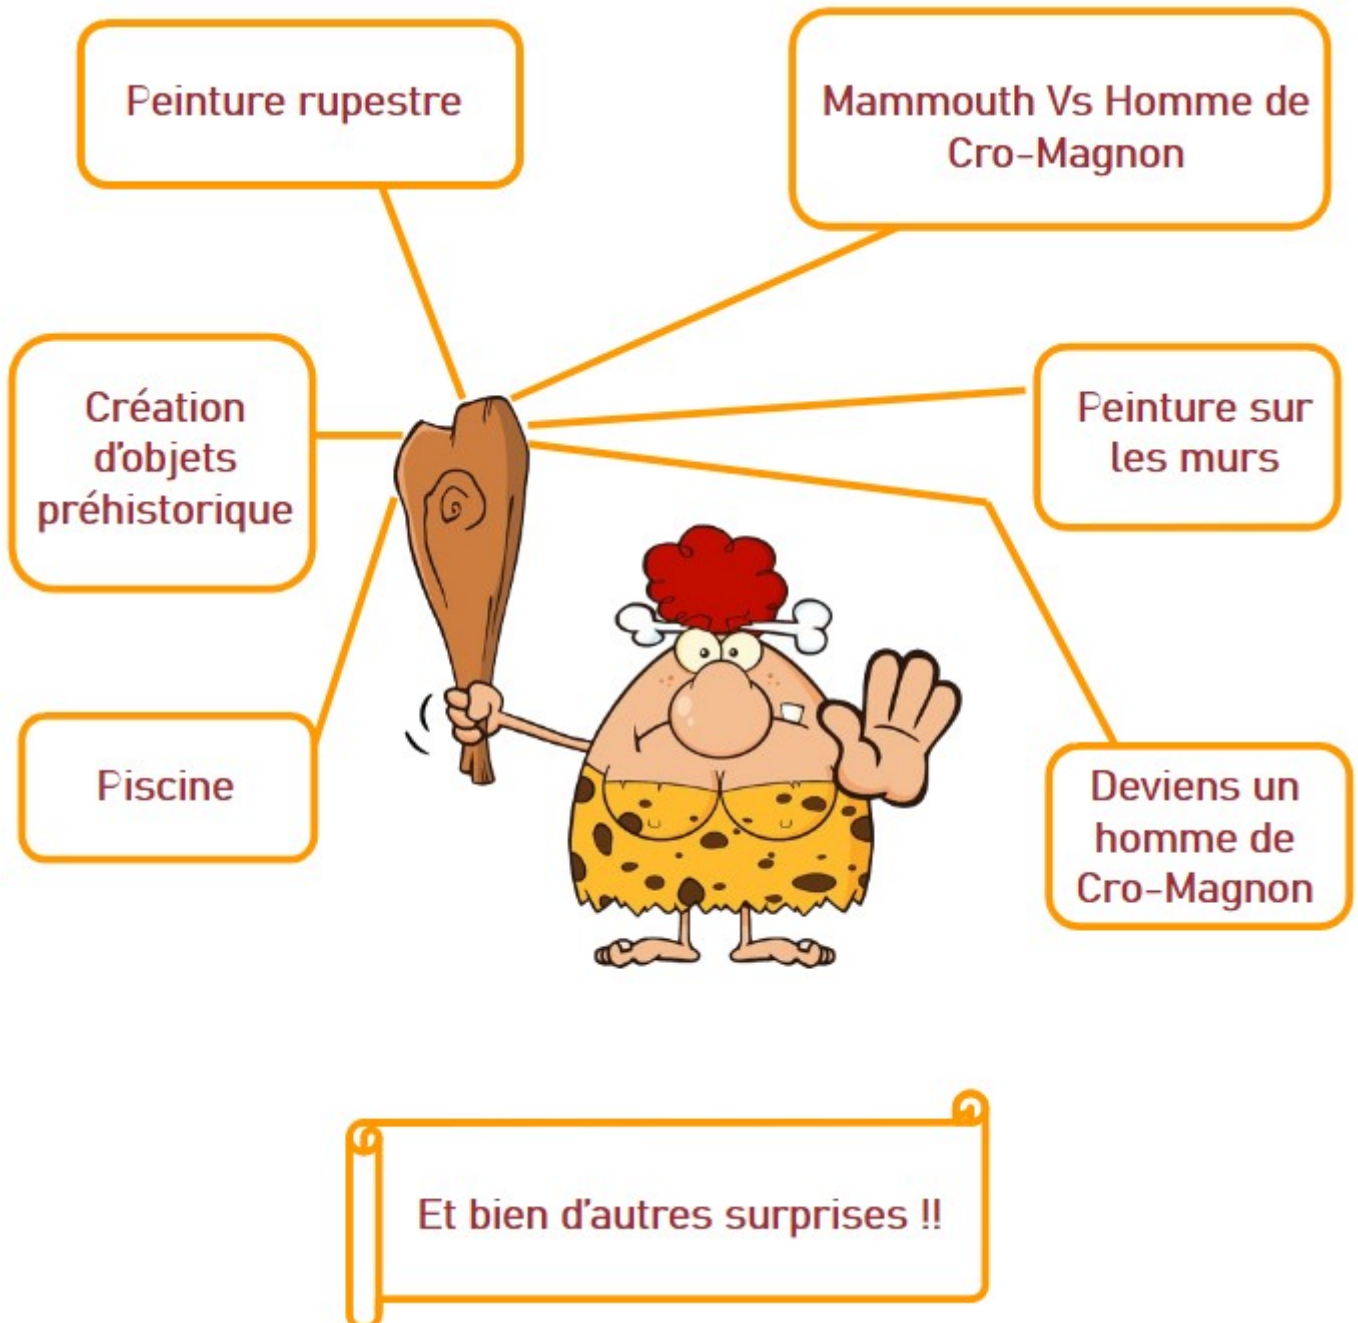 Peinture rupestre
Mammouth Vs Homme de
Cro-Magnon
Création
d'objets
préhistorique
Peinture sur
les murs
Piscine
Deviens un
homme de
Cro-Magnon
Et bien d'autres surprises !!